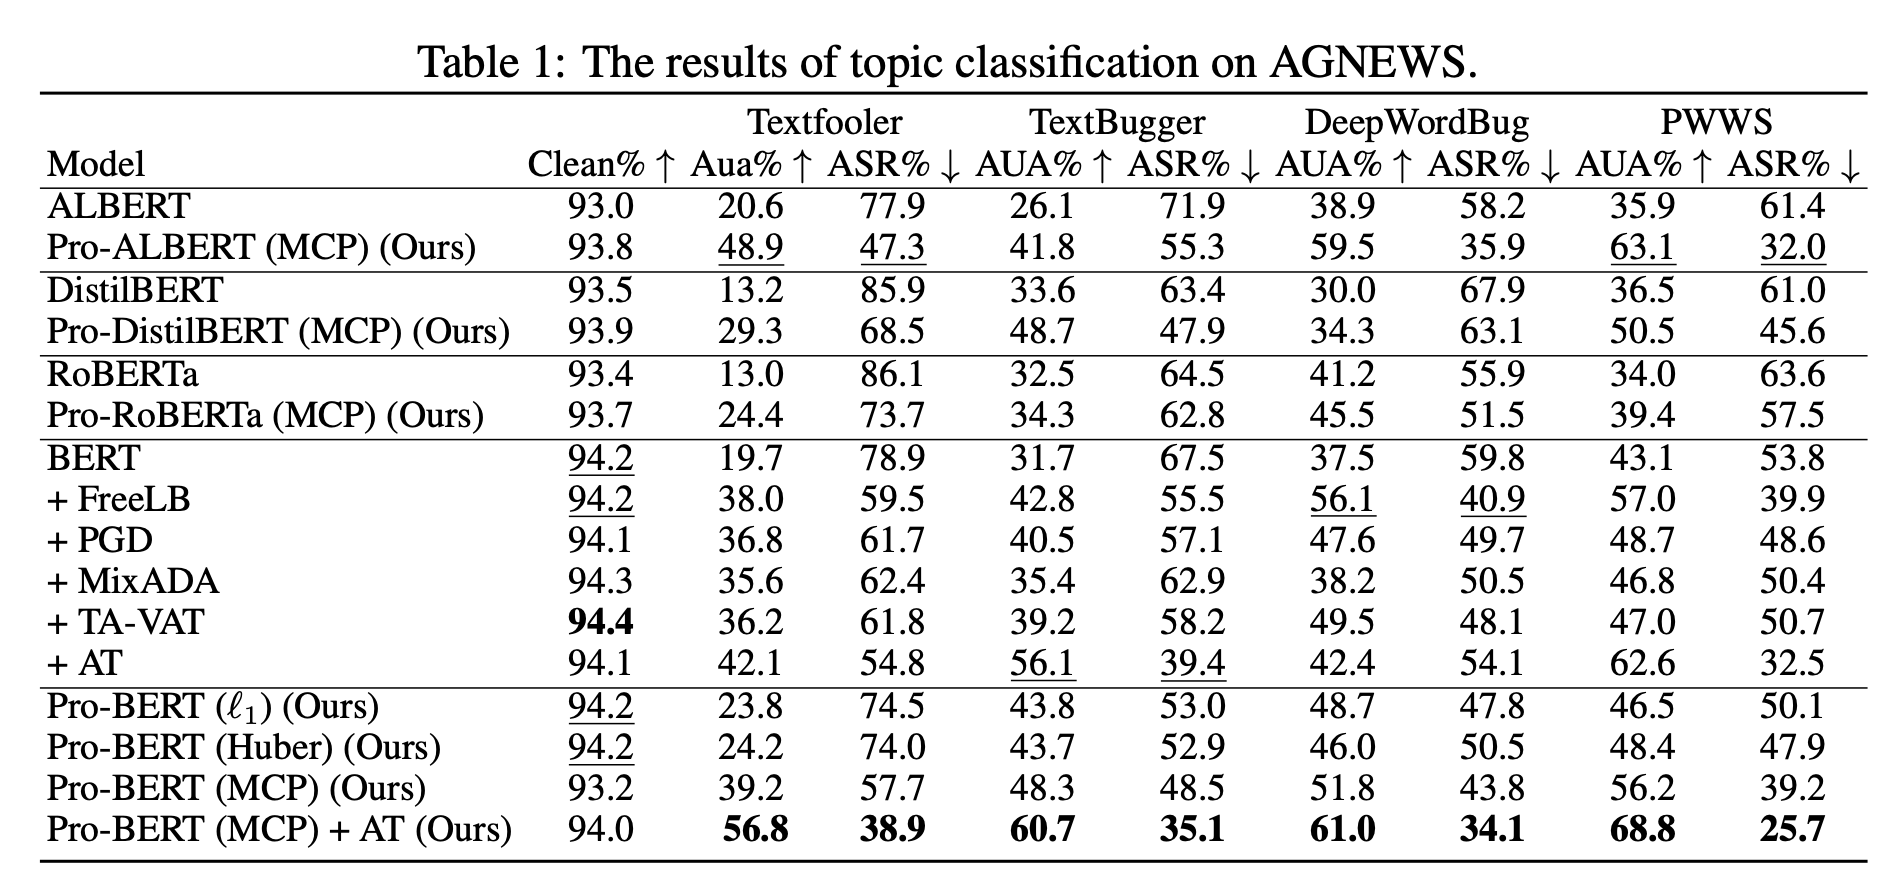 Table 1: The results of topic classification on AGNEWS.
Textfooler TextBugger DeepWordBug PWWS
Model Clean% ↑ Aua% ↑ ASR% ↓ AUA% ↑ ASR% ↓ AUA% ↑ ASR% ↓ AUA% ↑ ASR% ↓
ALBERT 93.0 20.6 77.9 26.1 71.9 38.9 58.2 35.9 61.4
Pro-ALBERT (MCP) (Ours) 93.8 48.9 47.3 41.8 55.3 59.5 35.9 63.1 32.0
DistilBERT 93.5 13.2 85.9 33.6 63.4 30.0 67.9 36.5 61.0
Pro-DistilBERT (MCP) (Ours) 93.9 29.3 68.5 48.7 47.9 34.3 63.1 50.5 45.6
RoBERTa 93.4 13.0 86.1 32.5 64.5 41.2 55.9 34.0 63.6
Pro-RoBERTa (MCP) (Ours) 93.7 24.4 73.7 34.3 62.8 45.5 51.5 39.4 57.5
BERT 94.2 19.7 78.9 31.7 67.5 37.5 59.8 43.1 53.8
+ FreeLB 94.2 38.0 59.5 42.8 55.5 56.1 40.9 57.0 39.9
+ PGD 94.1 36.8 61.7 40.5 57.1 47.6 49.7 48.7 48.6
+ MixADA 94.3 35.6 62.4 35.4 62.9 38.2 50.5 46.8 50.4
+ TA-VAT 94.4 36.2 61.8 39.2 58.2 49.5 48.1 47.0 50.7
+ AT 94.1 42.1 54.8 56.1 39.4 42.4 54.1 62.6 32.5
Pro-BERT (ℓ₁) (Ours) 94.2 23.8 74.5 43.8 53.0 48.7 47.8 46.5 50.1
Pro-BERT (Huber) (Ours) 94.2 24.2 74.0 43.7 52.9 46.0 50.5 48.4 47.9
Pro-BERT (MCP) (Ours) 93.2 39.2 57.7 48.3 48.5 51.8 43.8 56.2 39.2
Pro-BERT (MCP) + AT (Ours) 94.0 56.8 38.9 60.7 35.1 61.0 34.1 68.8 25.7